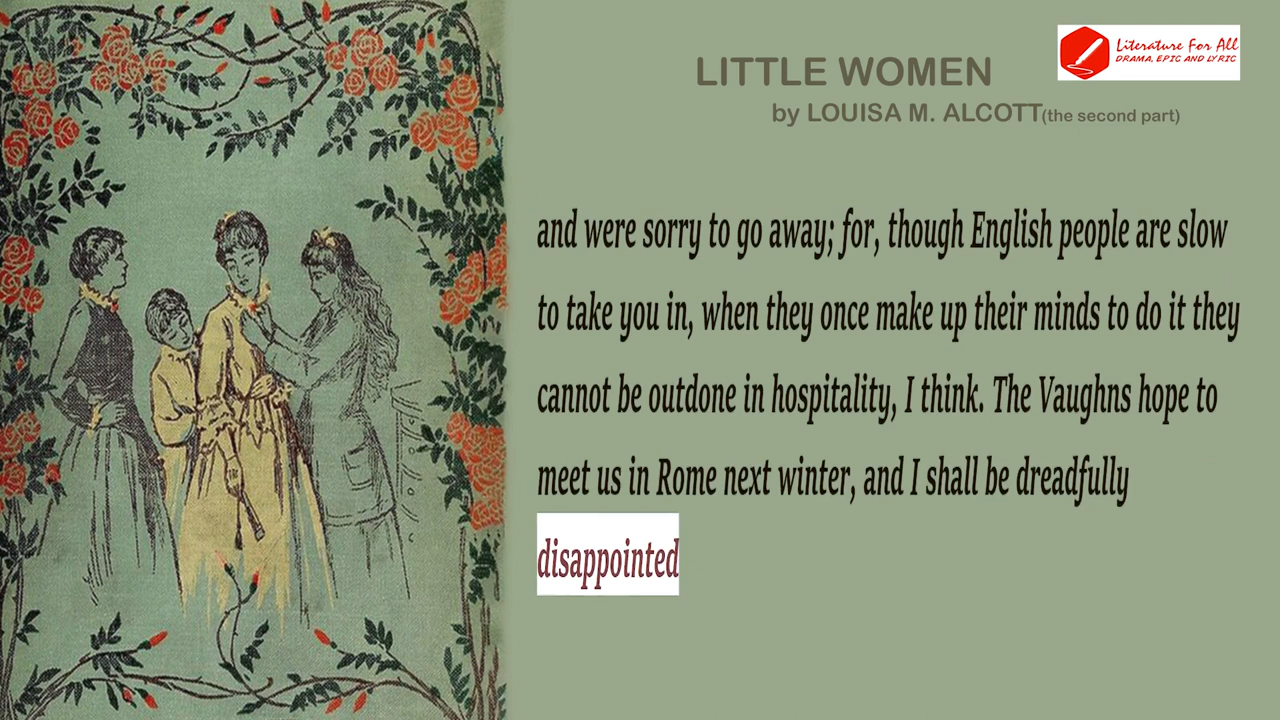 LITTLE WOMEN
by LOUISA M. ALCOTT(the second part)
Literature For All
DRAMA, EPIC AND LYRIC
and were sorry to go away; for, though English people are slow
to take you in, when they once make up their minds to do it they
cannot be outdone in hospitality, I think. The Vaughns hope to
meet us in Rome next winter, and I shall be dreadfully
disappointed